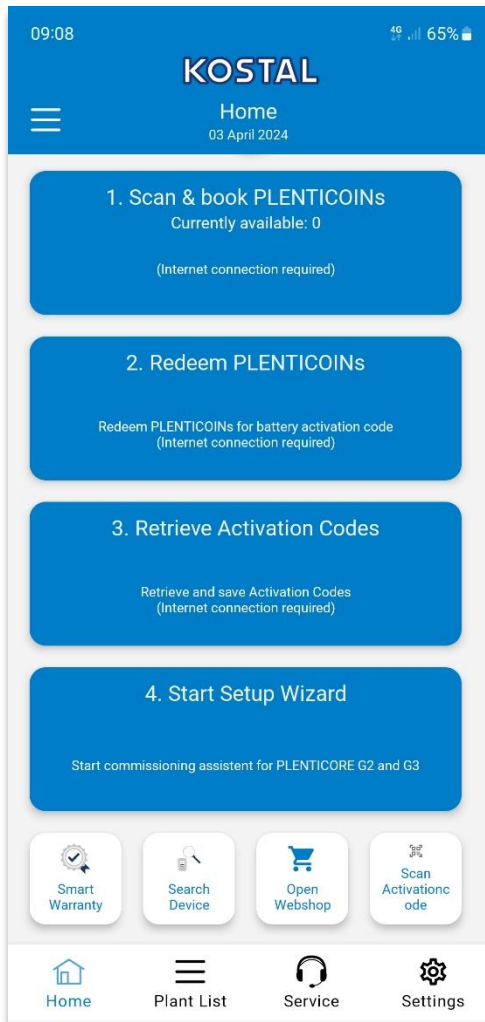 09:08
4G 65%
KOSTAL
Home
03 April 2024
1. Scan & book PLENTICOINs
Currently available: 0
(Internet connection required)
2. Redeem PLENTICOINs
Redeem PLENTICOINs for battery activation code
(Internet connection required)
3. Retrieve Activation Codes
Retrieve and save Activation Codes
(Internet connection required)
4. Start Setup Wizard
Start commissioning assistent for PLENTICORE G2 and G3
Smart
Warranty
Search
Device
Open
Webshop
Scan
Activationc
ode
Home
Plant List
Service
Settings